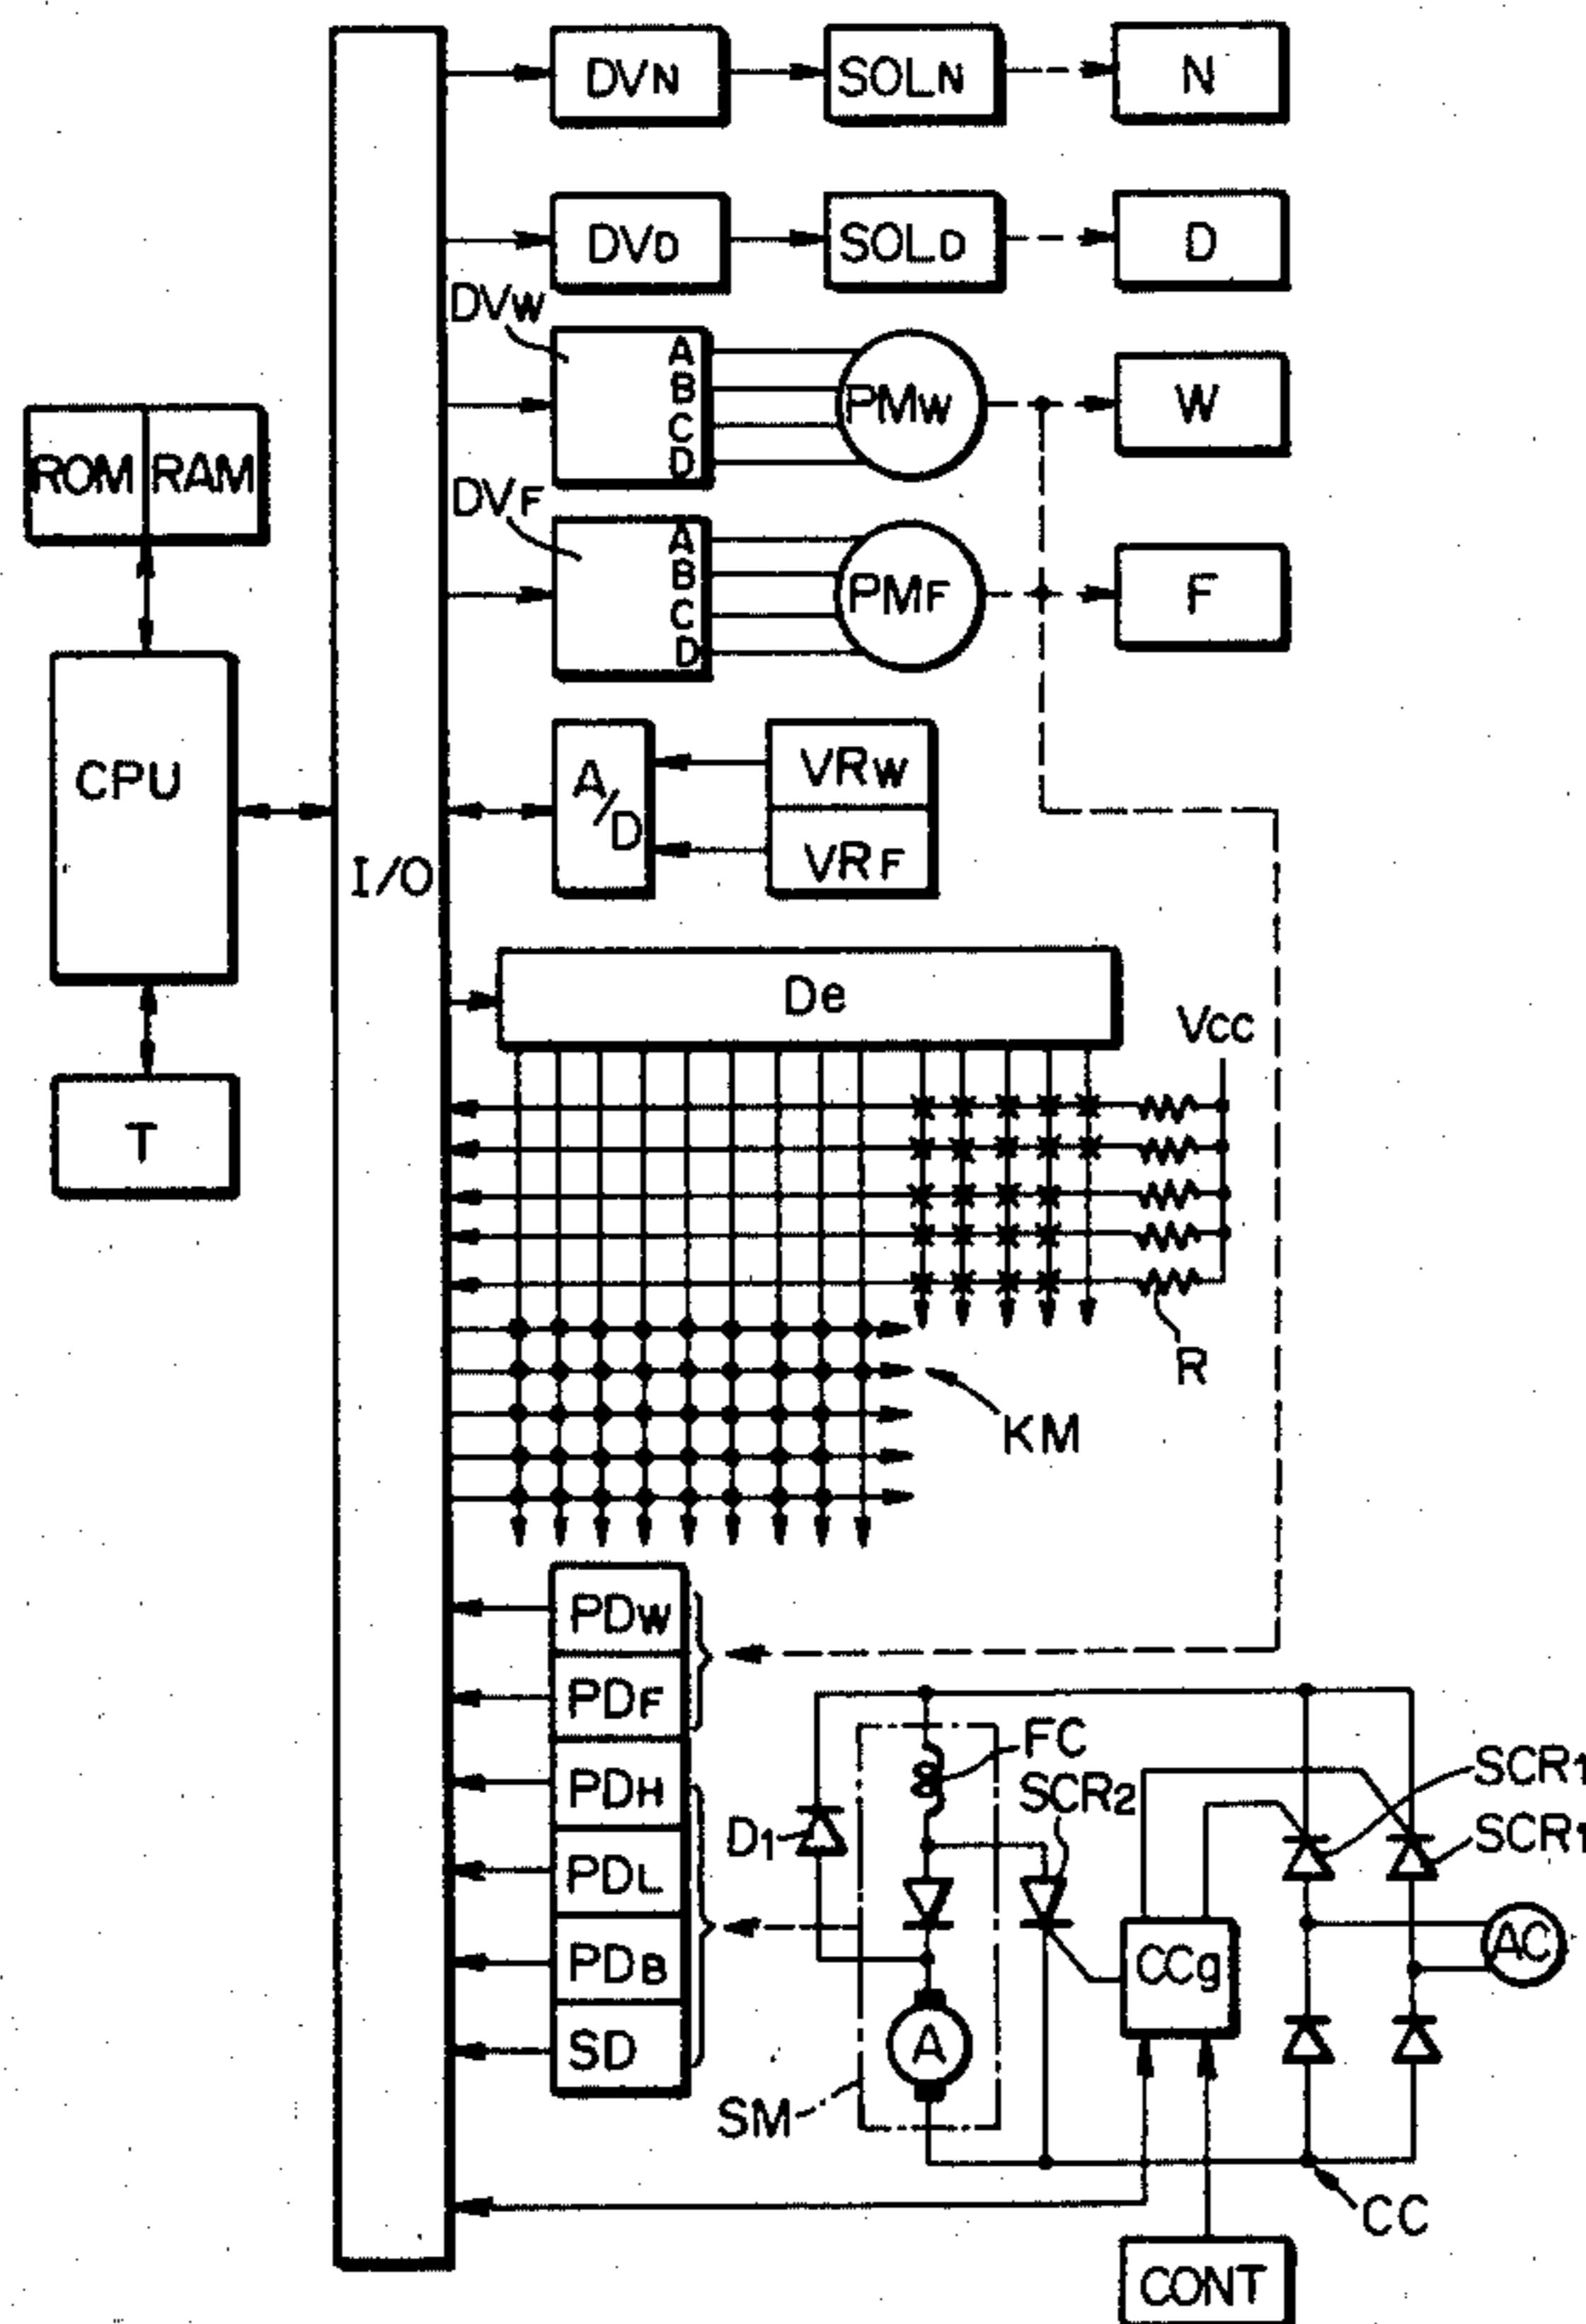 DVN SOLN N
DVD SOLD D
DVW
A
B
C
D
PMW W
ROM RAM
DVF
A
B
C
D
PMF F
CPU
A/D
VRW
VRF
I/O
De
Vcc
T
R
KM
PDW
PDF
PDH
PDL
PDB
SD
FC
SCR2
SCR1
SCR1
D1
CCg
AC
A
SM
CC
CONT